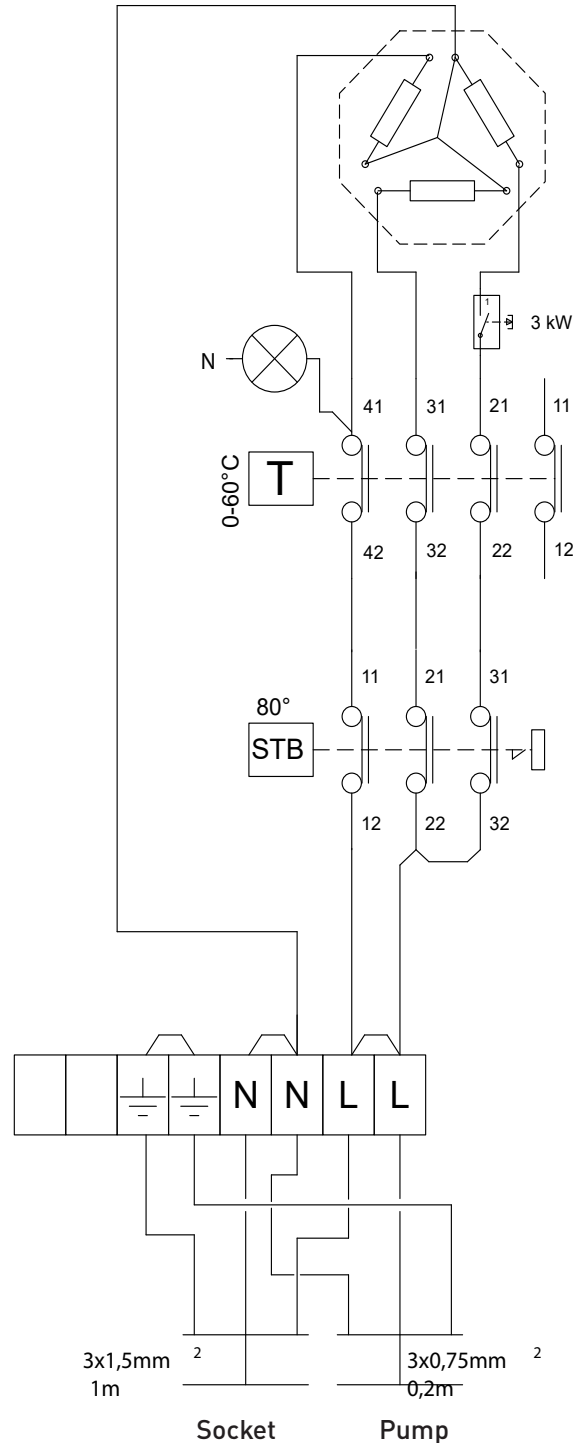 1
3 kW
N
41 31 21 11
0-60°C
T
42 32 22 12
11 21 31
80°
STB
12 22 32
N N L L
3x1,5mm 2
1m
3x0,75mm 2
0,2m
Socket
Pump